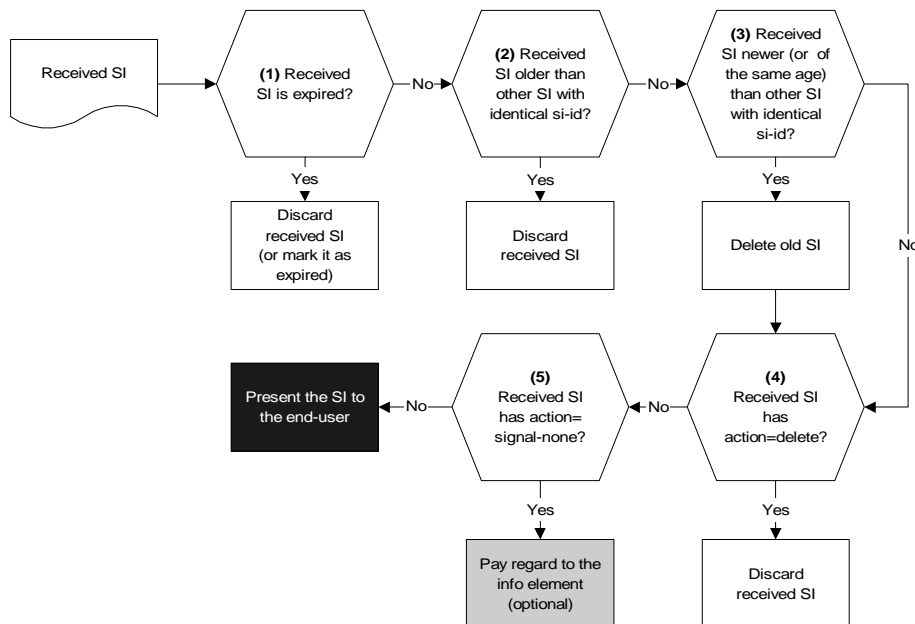 Received SI
(1) Received
SI is expired?
No
(2) Received
SI older than
other SI with
identical si-id?
No
(3) Received
SI newer (or of
the same age)
than other SI
with identical
si-id?
Yes
Yes
Yes
Discard
received SI
(or mark it as
expired)
Discard
received SI
Delete old SI
No
Present the SI to
the end-user
No
(5)
Received SI
has action=
signal-none?
No
(4)
Received SI
has
action=delete?
Yes
Yes
Pay regard to the
info element
(optional)
Discard
received SI